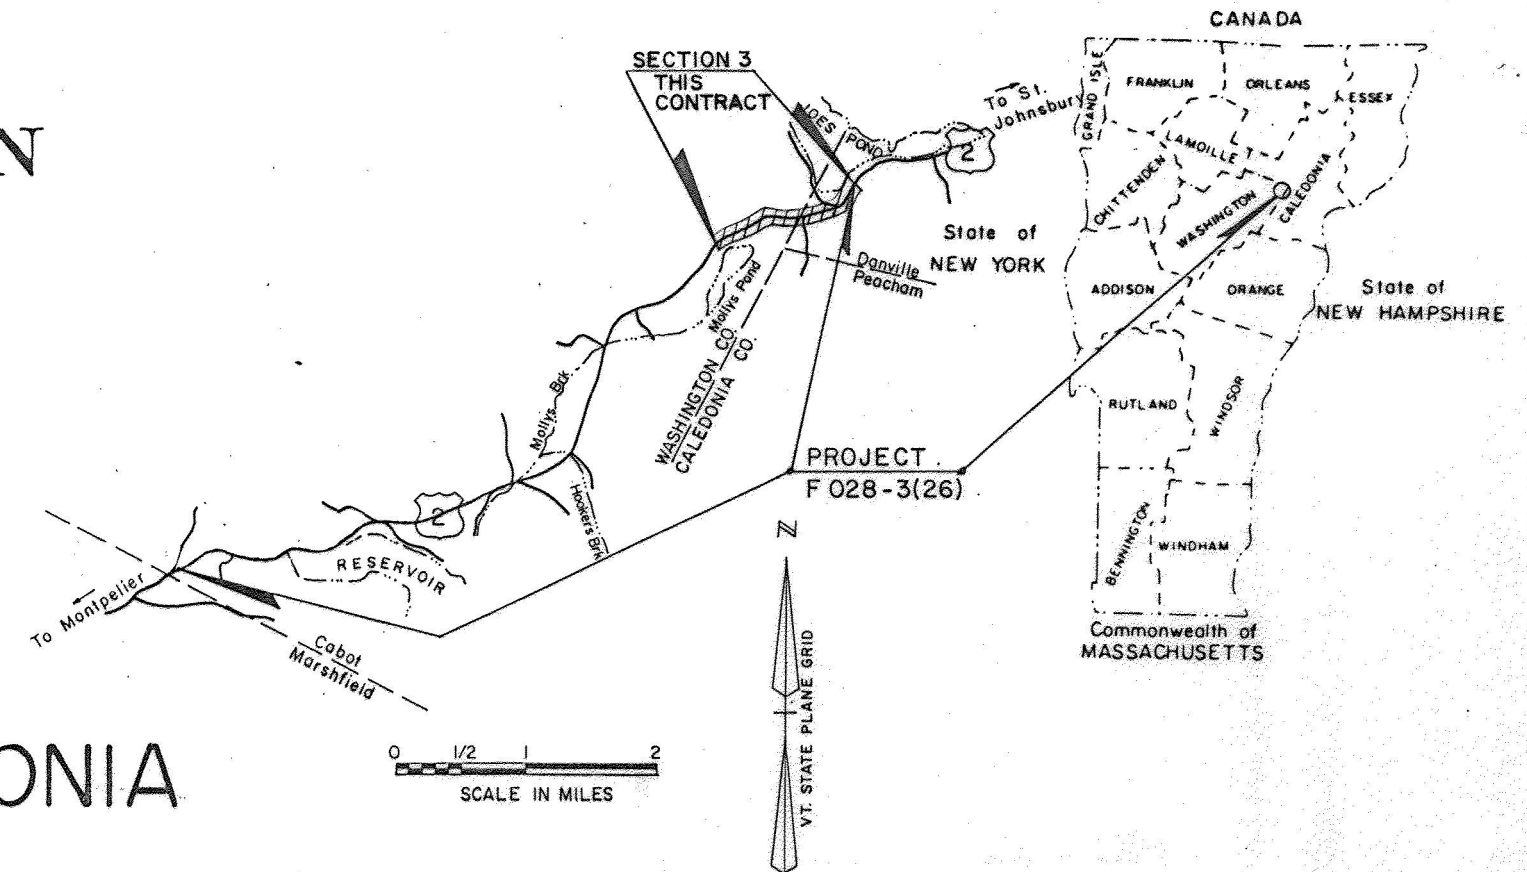 N
ONIA
SECTION 3
THIS
CONTRACT
JOES POND
To St.
Johnsbury
2
State of
NEW YORK
Danville
Peacham
Mollys Pond
WASHINGTON CO.
CALEDONIA CO.
Mollys Brk
Hooker's Brk
2
RESERVOIR
To Montpelier
Cabot
Marshfield
PROJECT
F 028-3(26)
N
VT. STATE PLANE GRID
0 1/2 1 2
SCALE IN MILES
CANADA
GRAND ISLE
FRANKLIN
ORLEANS
ESSEX
LAMOILLE
CHITTENDEN
WASHINGTON
CALEDONIA
ADDISON
ORANGE
State of
NEW HAMPSHIRE
RUTLAND
WINDSOR
BENNINGTON
WINDHAM
Commonwealth of
MASSACHUSETTS